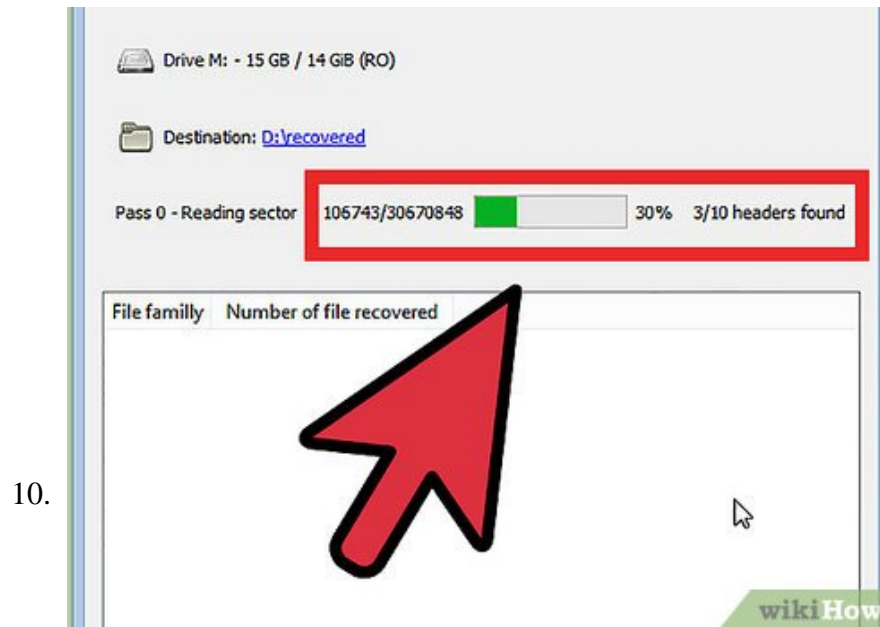 Drive M: - 15 GB / 14 GiB (RO)
Destination: D:\recovered
Pass 0 - Reading sector 106743/30670848 30% 3/10 headers found
File familly Number of file recovered
10.
wikiHow